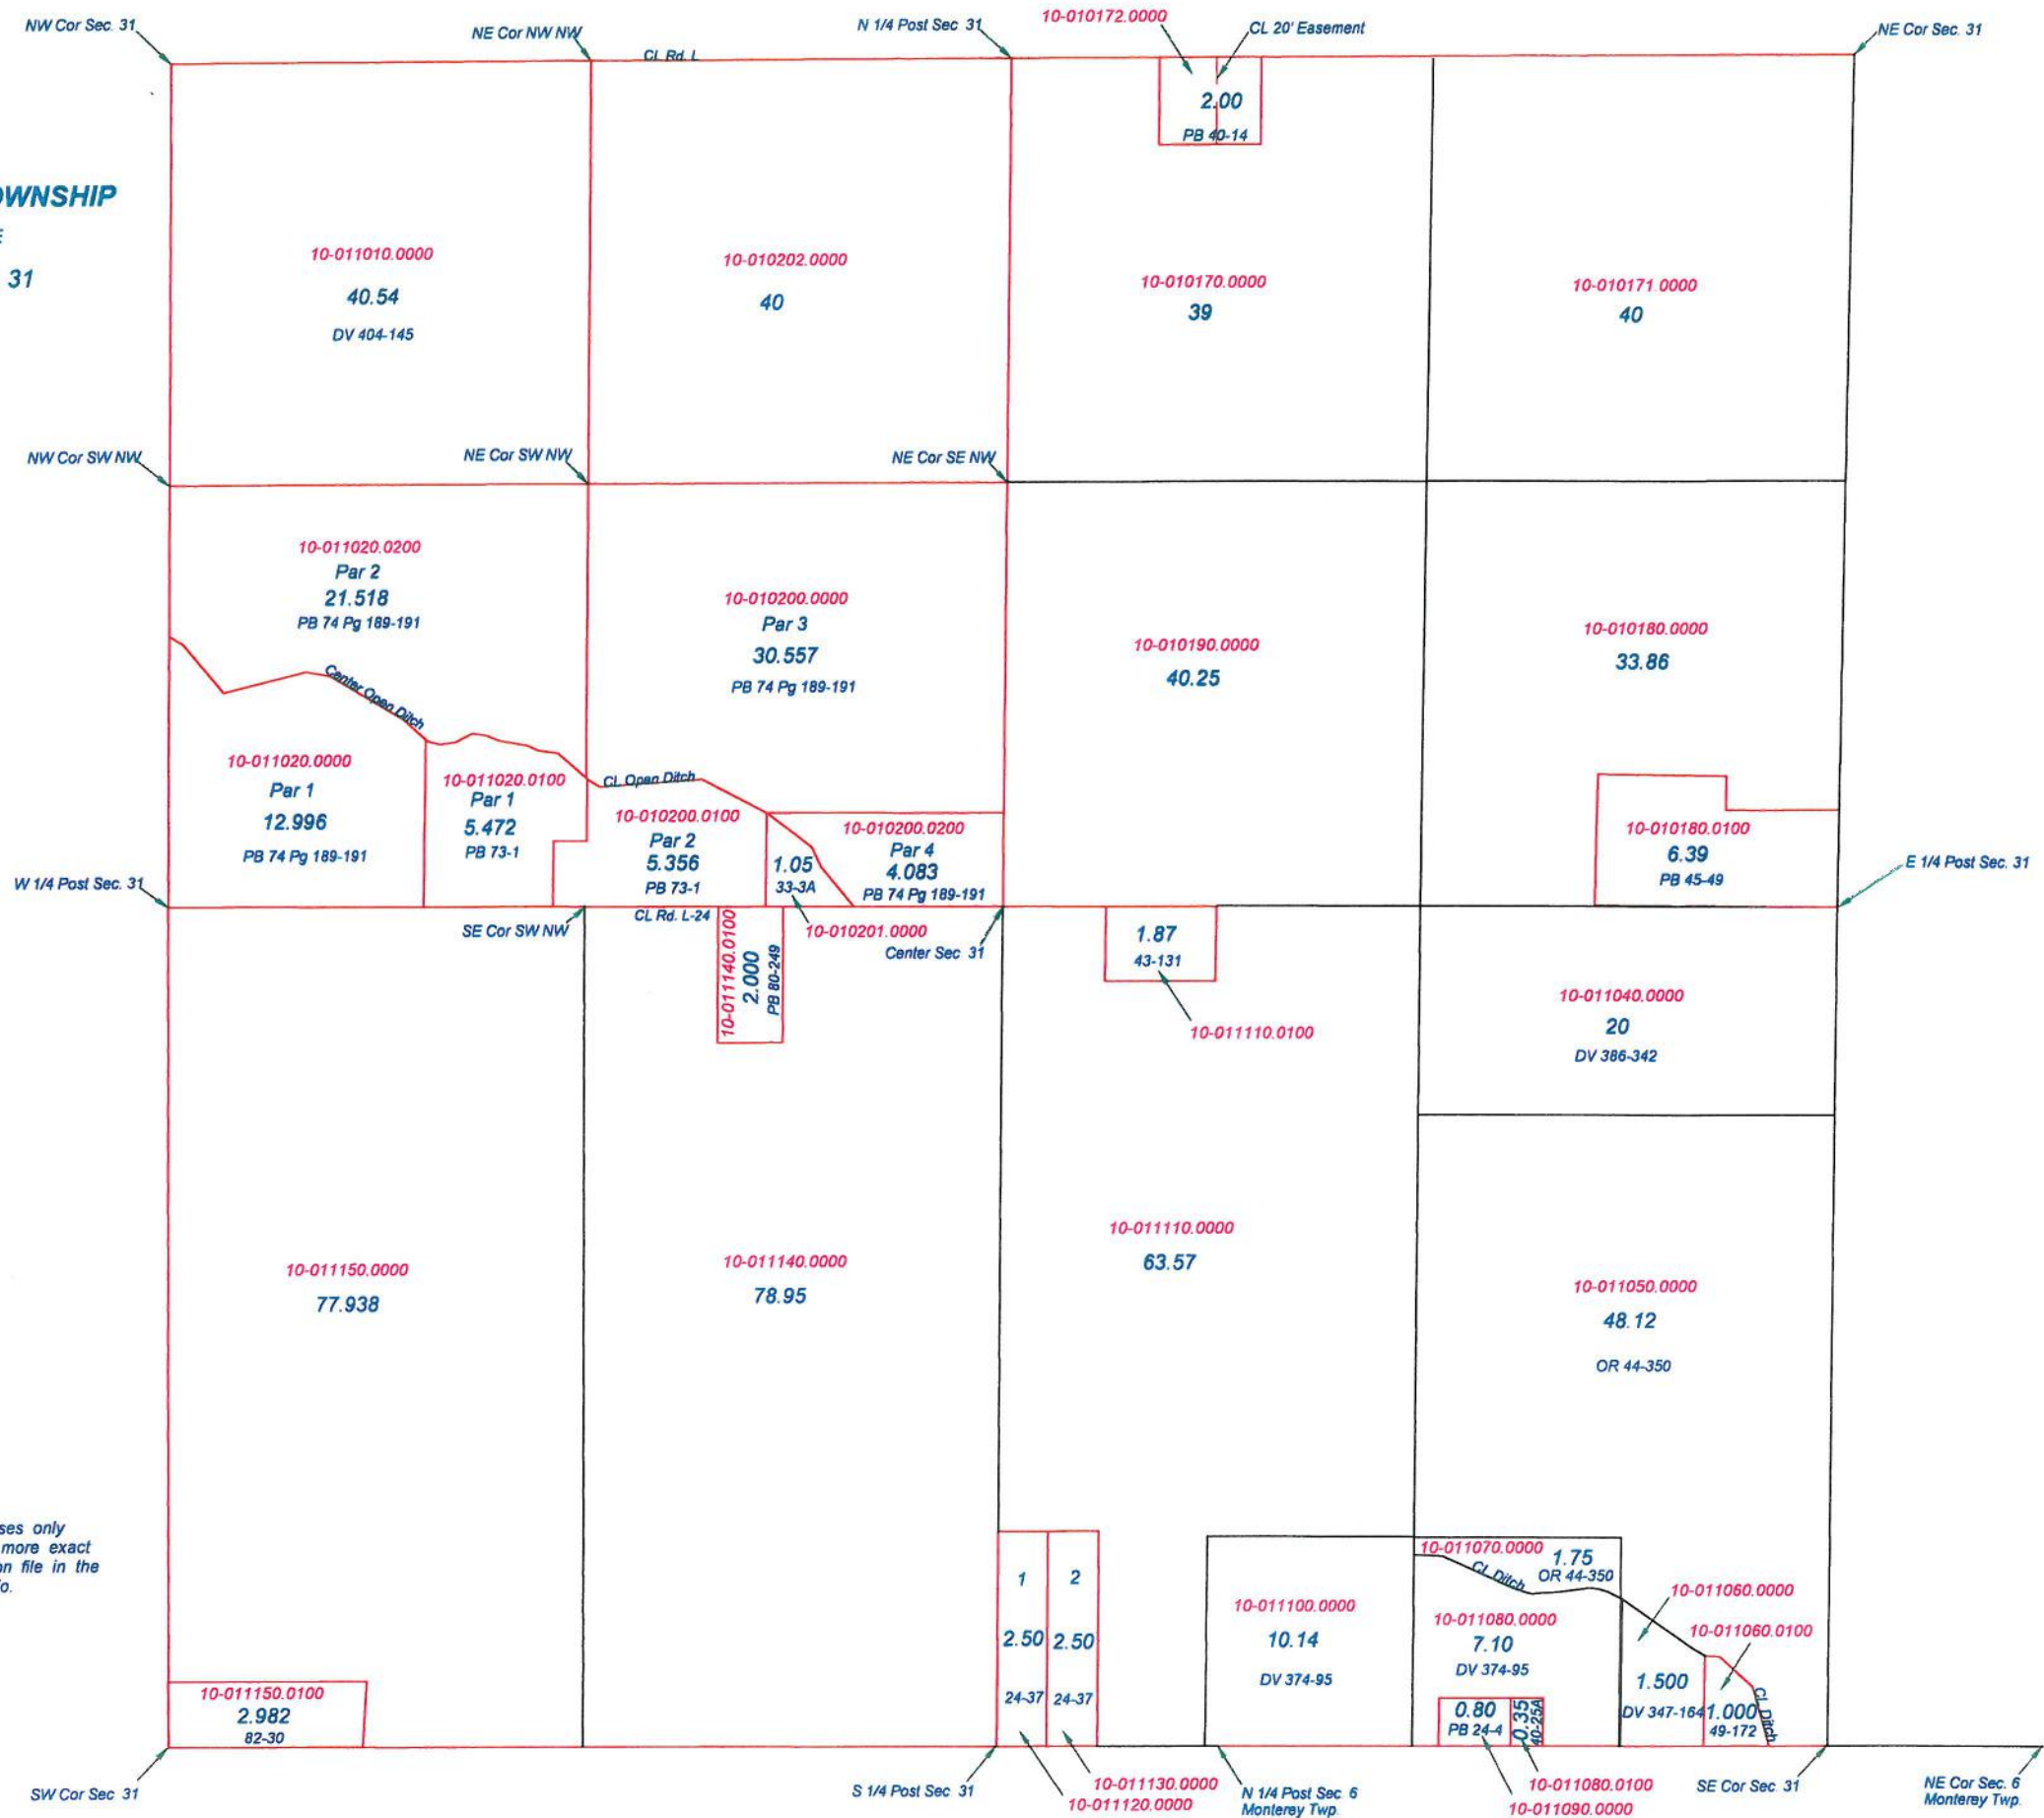 NW Cor Sec. 31
NE Cor NW NW
CL Rd. L
N 1/4 Post Sec 31
10-010172.0000
CL 20' Easement
NE Cor Sec. 31
2.00
PB 40-14
31
10-011010.0000
40.54
DV 404-145
10-010202.0000
40
10-010170.0000
39
10-010171.0000
40
NW Cor SW NW
NE Cor SW NW
NE Cor SE NW
10-011020.0200
Par 2
21.518
PB 74 Pg 189-191
10-010200.0000
Par 3
30.557
PB 74 Pg 189-191
10-010190.0000
40.25
10-010180.0000
33.86
Center Open Ditch
CL Open Ditch
10-011020.0000
Par 1
12.996
PB 74 Pg 189-191
10-011020.0100
Par 1
5.472
PB 73-1
10-010200.0100
Par 2
5.356
PB 73-1
1.05
33-3A
10-010200.0200
Par 4
4.083
PB 74 Pg 189-191
10-010180.0100
6.39
PB 45-49
W 1/4 Post Sec. 31
E 1/4 Post Sec. 31
SE Cor SW NW
CL Rd. L-24
10-011140.0100
2.000
PB 80-249
10-010201.0000
Center Sec 31
1.87
43-131
10-011110.0100
10-011040.0000
20
DV 386-342
10-011150.0000
77.938
10-011140.0000
78.95
10-011110.0000
63.57
10-011050.0000
48.12
OR 44-350
only
more exact
on file in the
1
2.50
24-37
2
2.50
24-37
10-011100.0000
10.14
DV 374-95
10-011070.0000
1.75
OR 44-350
CL Ditch
10-011080.0000
7.10
DV 374-95
10-011060.0000
10-011060.0100
1.500
DV 347-164
1.000
49-172
CL Ditch
0.80
PB 24-4
0.35
40-25A
10-011150.0100
2.982
82-30
SW Cor Sec 31
S 1/4 Post Sec 31
10-011130.0000
10-011120.0000
N 1/4 Post Sec. 6
Monterey Twp.
10-011080.0100
10-011090.0000
SE Cor Sec. 31
NE Cor Sec. 6
Monterey Twp.